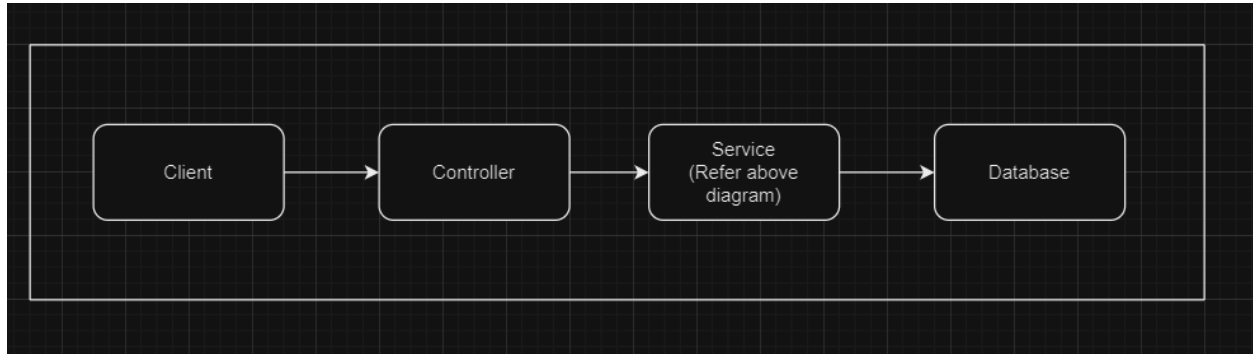 Client
Controller
Service
(Refer above
diagram)
Database